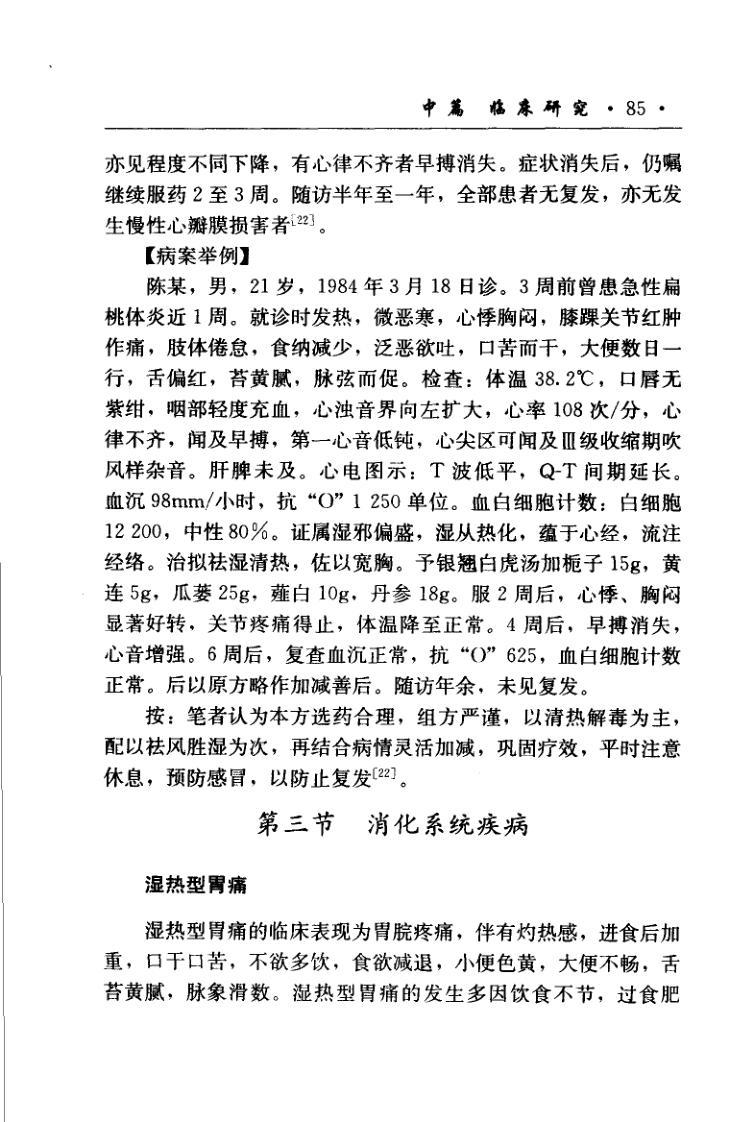 中篇 临床研究 · 85 ·
亦见程度不同下降，有心律不齐者早搏消失。症状消失后，仍嘱
继续服药 2 至 3 周。随访半年至一年，全部患者无复发，亦无发
生慢性心瓣膜损害者[22]。
【病案举例】
陈某，男，21 岁，1984 年 3 月 18 日诊。3 周前曾患急性扁
桃体炎近 1 周。就诊时发热，微恶寒，心悸胸闷，膝踝关节红肿
作痛，肢体倦怠，食纳减少，泛恶欲吐，口苦而干，大便数日一
行，舌偏红，苔黄腻，脉弦而促。检查：体温 38.2℃，口唇无
紫绀，咽部轻度充血，心浊音界向左扩大，心率 108 次/分，心
律不齐，闻及早搏，第一心音低钝，心尖区可闻及Ⅲ级收缩期吹
风样杂音。肝脾未及。心电图示：T 波低平，Q-T 间期延长。
血沉 98mm/小时，抗“O”1 250 单位。血白细胞计数：白细胞
12 200，中性 80%。证属湿邪偏盛，湿从热化，蕴于心经，流注
经络。治拟祛湿清热，佐以宽胸。予银翘白虎汤加栀子 15g，黄
连 5g，瓜蒌 25g，薤白 10g，丹参 18g。服 2 周后，心悸、胸闷
显著好转，关节疼痛得止，体温降至正常。4 周后，早搏消失，
心音增强。6 周后，复查血沉正常，抗“O”625，血白细胞计数
正常。后以原方略作加减善后。随访年余，未见复发。
按：笔者认为本方选药合理，组方严谨，以清热解毒为主，
配以祛风胜湿为次，再结合病情灵活加减，巩固疗效，平时注意
休息，预防感冒，以防止复发[22]。
第三节 消化系统疾病
湿热型胃痛
湿热型胃痛的临床表现为胃脘疼痛，伴有灼热感，进食后加
重，口干口苦，不欲多饮，食欲减退，小便色黄，大便不畅，舌
苔黄腻，脉象滑数。湿热型胃痛的发生多因饮食不节，过食肥